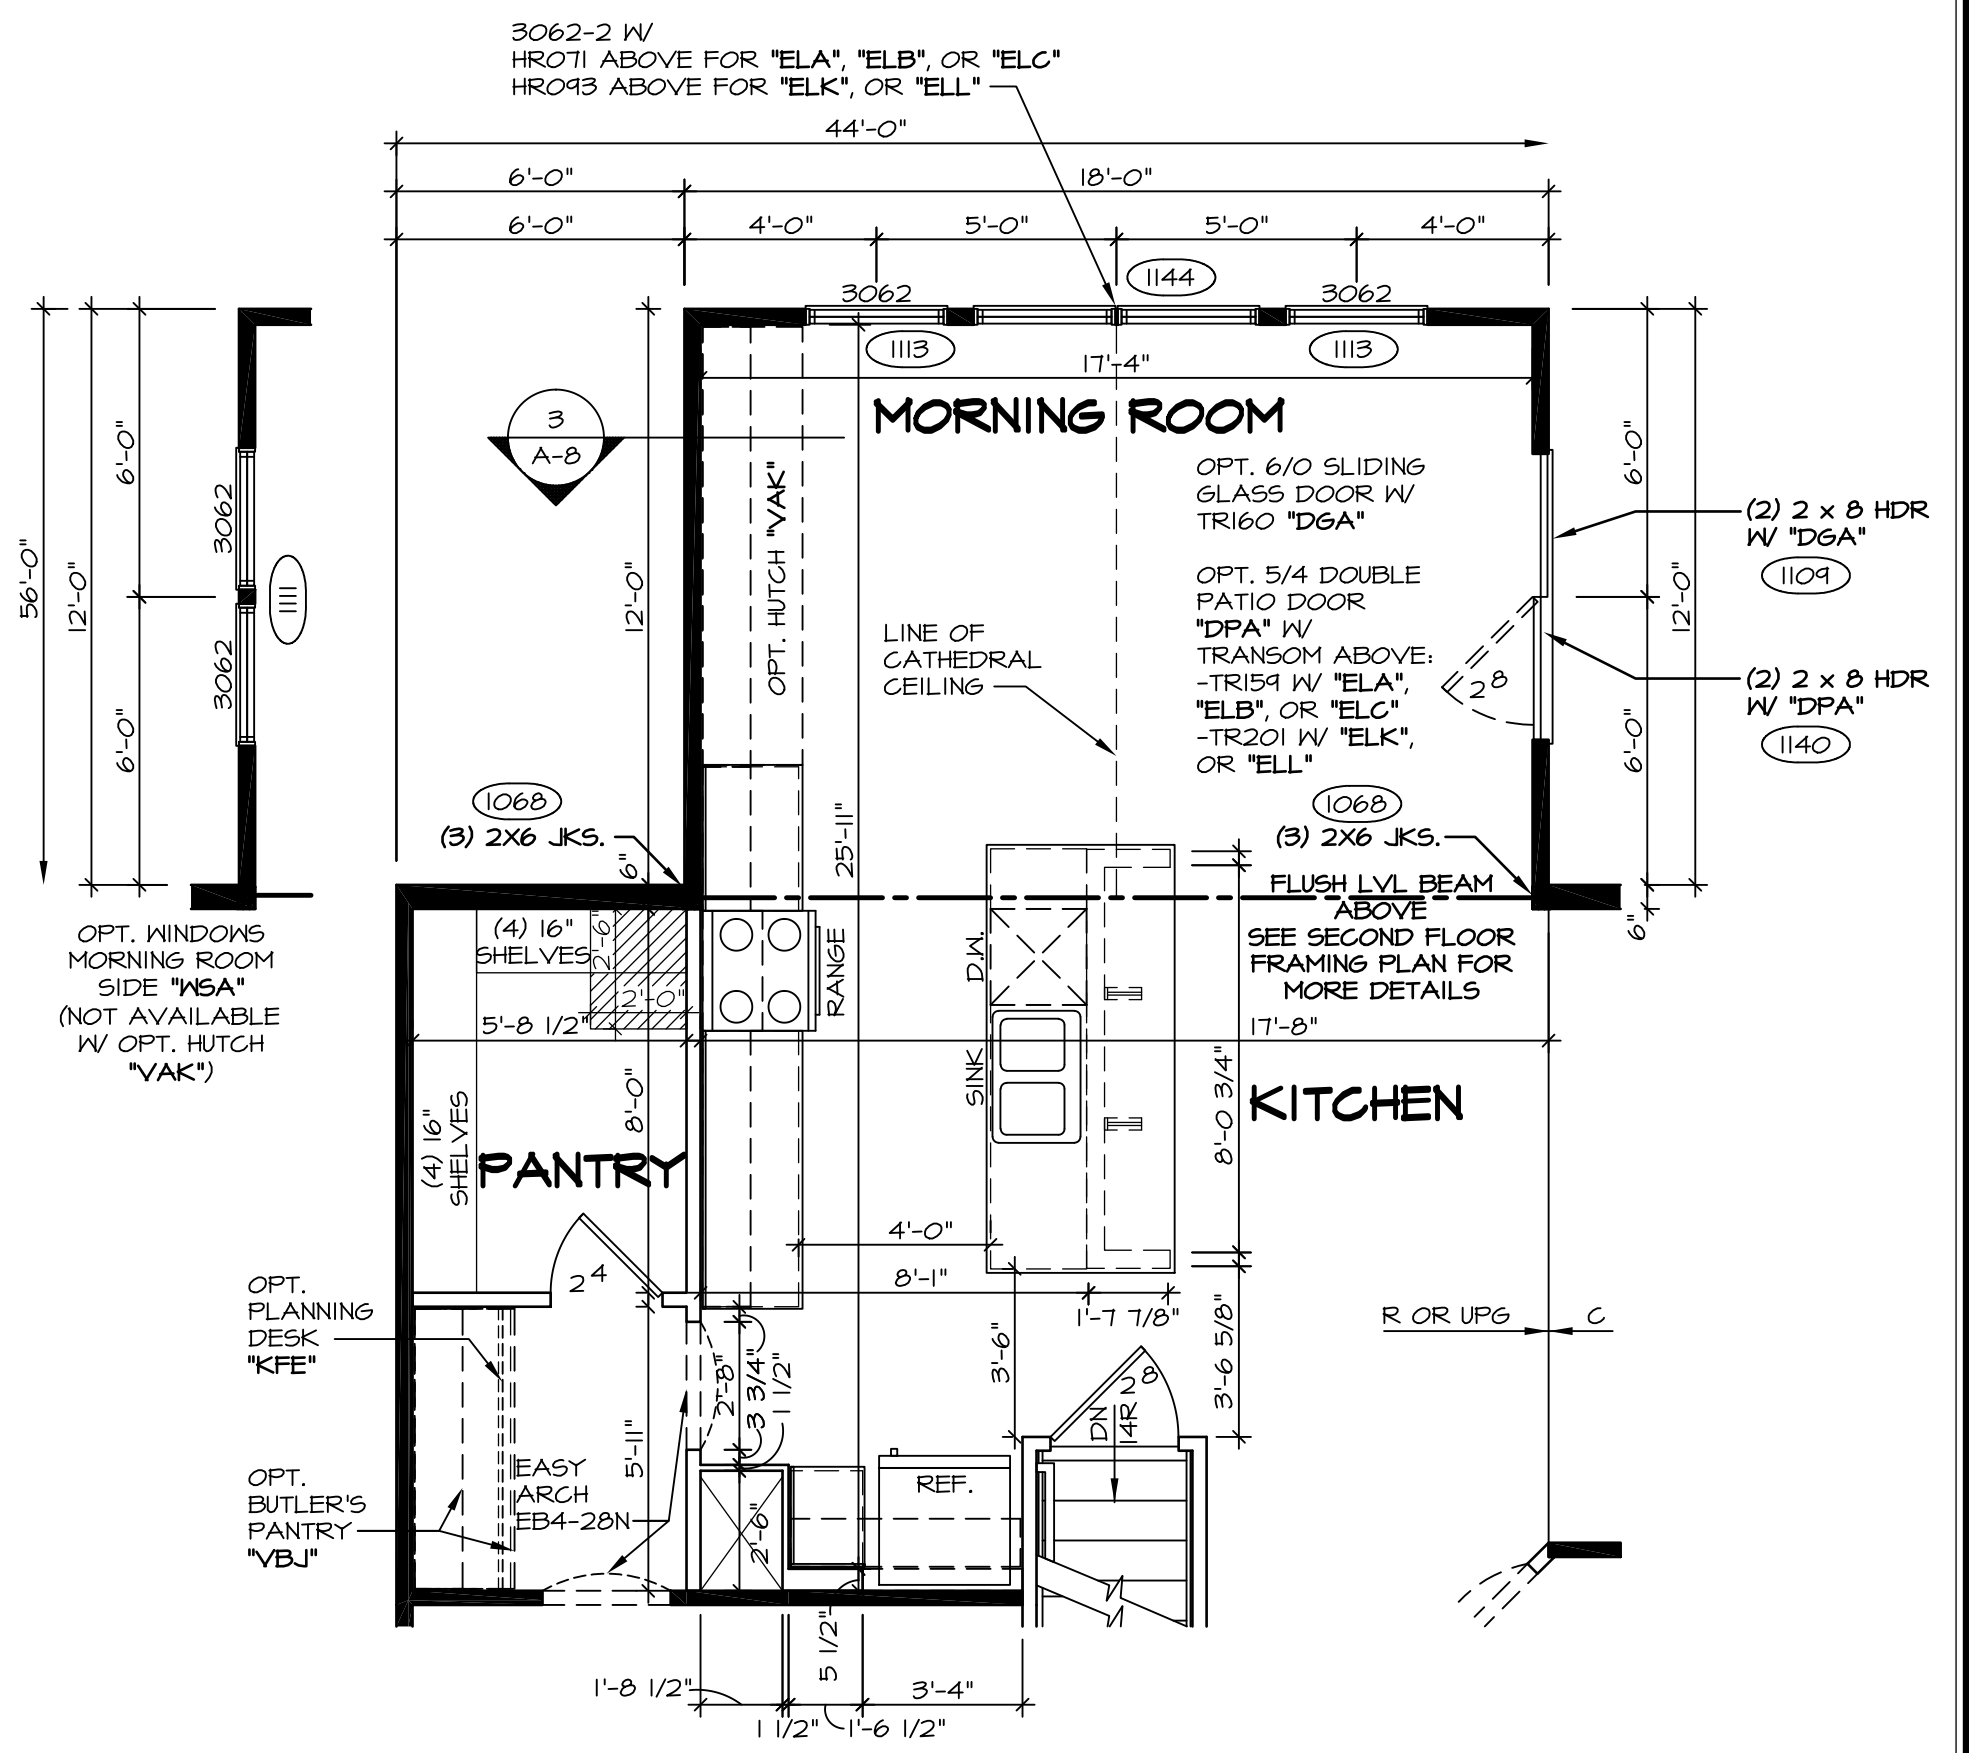 3062-2 W/
HR071 ABOVE FOR "ELA", "ELB", OR "ELC"
HR093 ABOVE FOR "ELK", OR "ELL"
44'-0"
6'-0"
18'-0"
6'-0"
4'-0"
5'-0"
5'-0"
4'-0"
1144
3062
3062
1113
1113
17'-4"
MORNING ROOM
3
A-8
OPT. HUTCH "VAK"
OPT. 6/0 SLIDING
GLASS DOOR W/
TR160 "DGA"
OPT. 5/4 DOUBLE
PATIO DOOR
"DPA" W/
TRANSOM ABOVE:
-TR159 W/ "ELA",
"ELB", OR "ELC"
-TR201 W/ "ELK",
OR "ELL"
LINE OF
CATHEDRAL
CEILING
2 8
6'-0"
6'-0"
12'-0"
6"
(2) 2 x 8 HDR
W/ "DGA"
1109
(2) 2 x 8 HDR
W/ "DPA"
1140
56'-0"
12'-0"
6'-0"
6'-0"
3062
3062
1111
12'-0"
6"
1068
(3) 2X6 JKS.
25'-11"
1068
(3) 2X6 JKS.
FLUSH LVL BEAM
ABOVE
SEE SECOND FLOOR
FRAMING PLAN FOR
MORE DETAILS
OPT. WINDOWS
MORNING ROOM
SIDE "WSA"
(NOT AVAILABLE
W/ OPT. HUTCH
"VAK")
(4) 16"
SHELVES
2'-6"
2'-0"
5'-8 1/2"
RANGE
D.W.
SINK
17'-8"
8'-0"
8'-0 3/4"
KITCHEN
(4) 16"
SHELVES
PANTRY
4'-0"
2 4
8'-1"
1'-7 7/8"
OPT.
PLANNING
DESK
"KFE"
R OR UPG
C
3'-6"
3'-6 5/8"
2'-8"
3 3/4"
1 1/2"
2 8
DN
14R
5'-11"
OPT.
BUTLER'S
PANTRY
"VBJ"
EASY
ARCH
EB4-28N
REF.
2'-6"
5 1/2"
1'-8 1/2"
3'-4"
1 1/2"
1'-6 1/2"